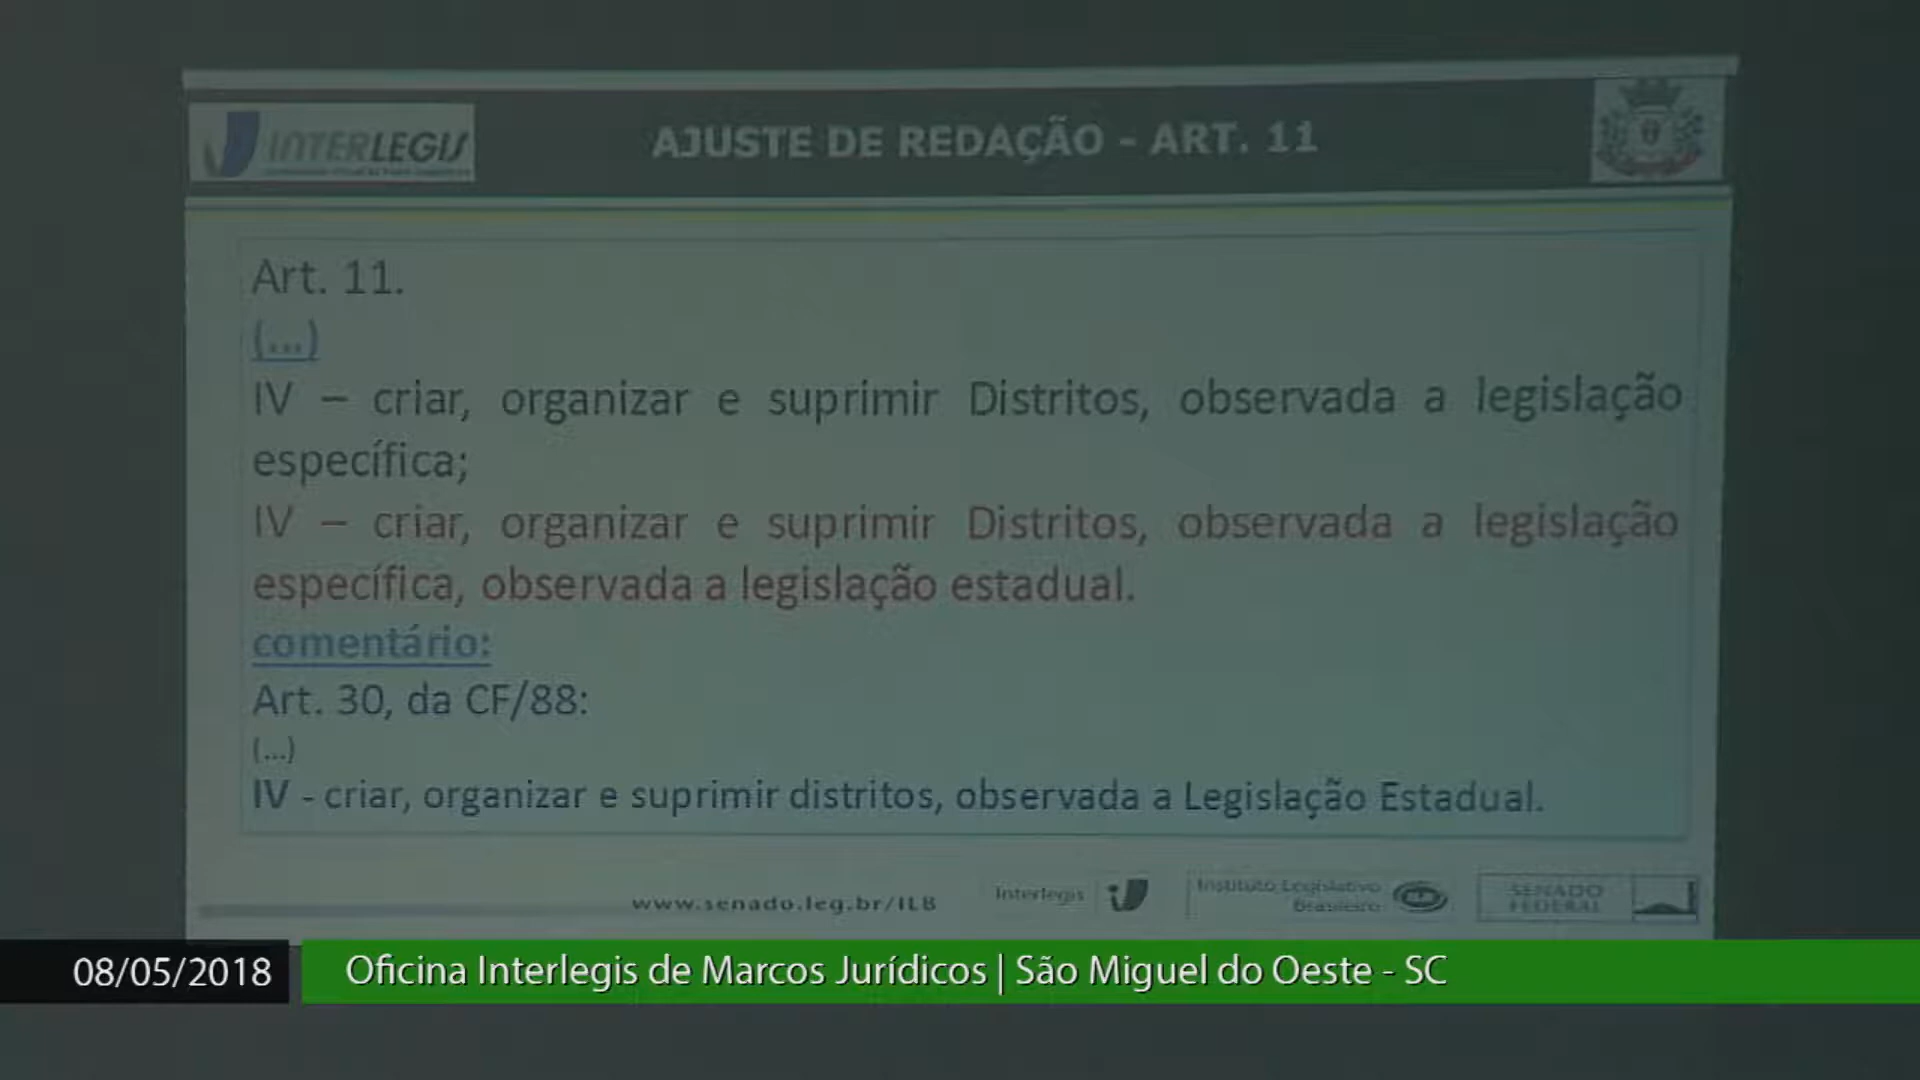 INTERLEGIS
AJUSTE DE REDAÇÃO - ART. 11
Art. 11.
(...)
IV – criar, organizar e suprimir Distritos, observada a legislação
específica;
IV – criar, organizar e suprimir Distritos, observada a legislação
específica, observada a legislação estadual.
comentário:
Art. 30, da CF/88:
(...)
IV - criar, organizar e suprimir distritos, observada a Legislação Estadual.
www.senado.leg.br/ILB
Interlegis
Instituto Legislativo
Brasileiro
SENADO
FEDERAL
08/05/2018
Oficina Interlegis de Marcos Jurídicos | São Miguel do Oeste - SC